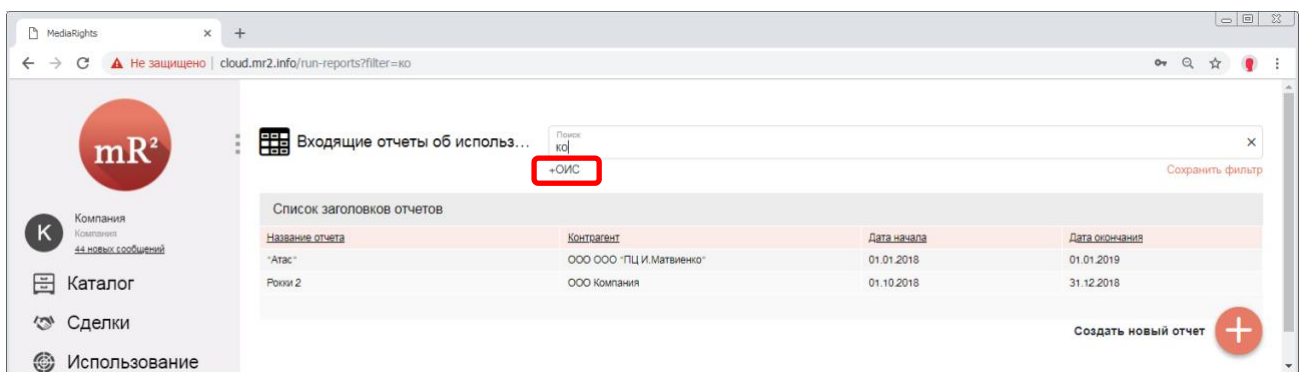 MediaRights
Не защищено | cloud.mr2.info/run-reports?filter=ко
mR²
Входящие отчеты об использ...
Поиск
ко
+ОИС
Сохранить фильтр
К
Компания
Компания
44 новых сообщений
Каталог
Сделки
Использование
Список заголовков отчетов
Название отчета Контрагент Дата начала Дата окончания
"Атас" ООО ООО "ПЦ И.Матвиенко" 01.01.2018 01.01.2019
Рокки 2 ООО Компания 01.10.2018 31.12.2018
Создать новый отчет